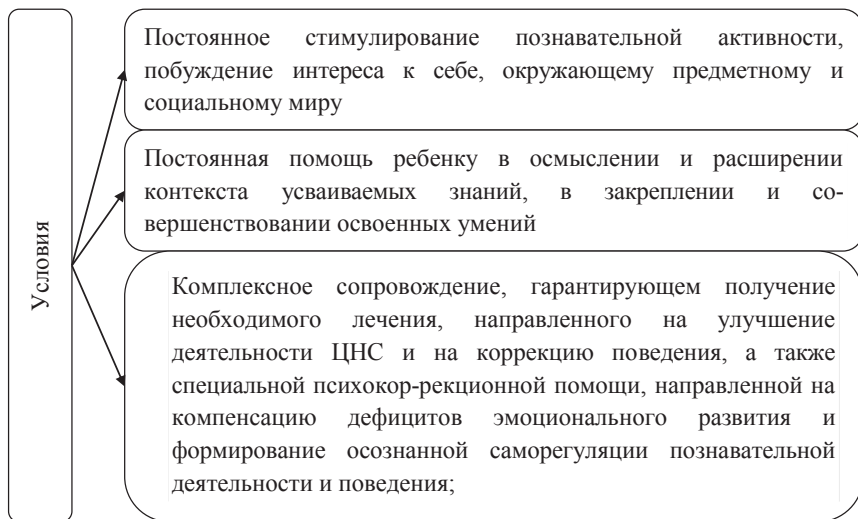 Условия
Постоянное стимулирование познавательной активности,
побуждение интереса к себе, окружающему предметному и
социальному миру
Постоянная помощь ребенку в осмыслении и расширении
контекста усваиваемых знаний, в закреплении и со-
вершенствовании освоенных умений
Комплексное сопровождение, гарантирующем получение
необходимого лечения, направленного на улучшение
деятельности ЦНС и на коррекцию поведения, а также
специальной психокор-рекционной помощи, направленной на
компенсацию дефицитов эмоционального развития и
формирование осознанной саморегуляции познавательной
деятельности и поведения;